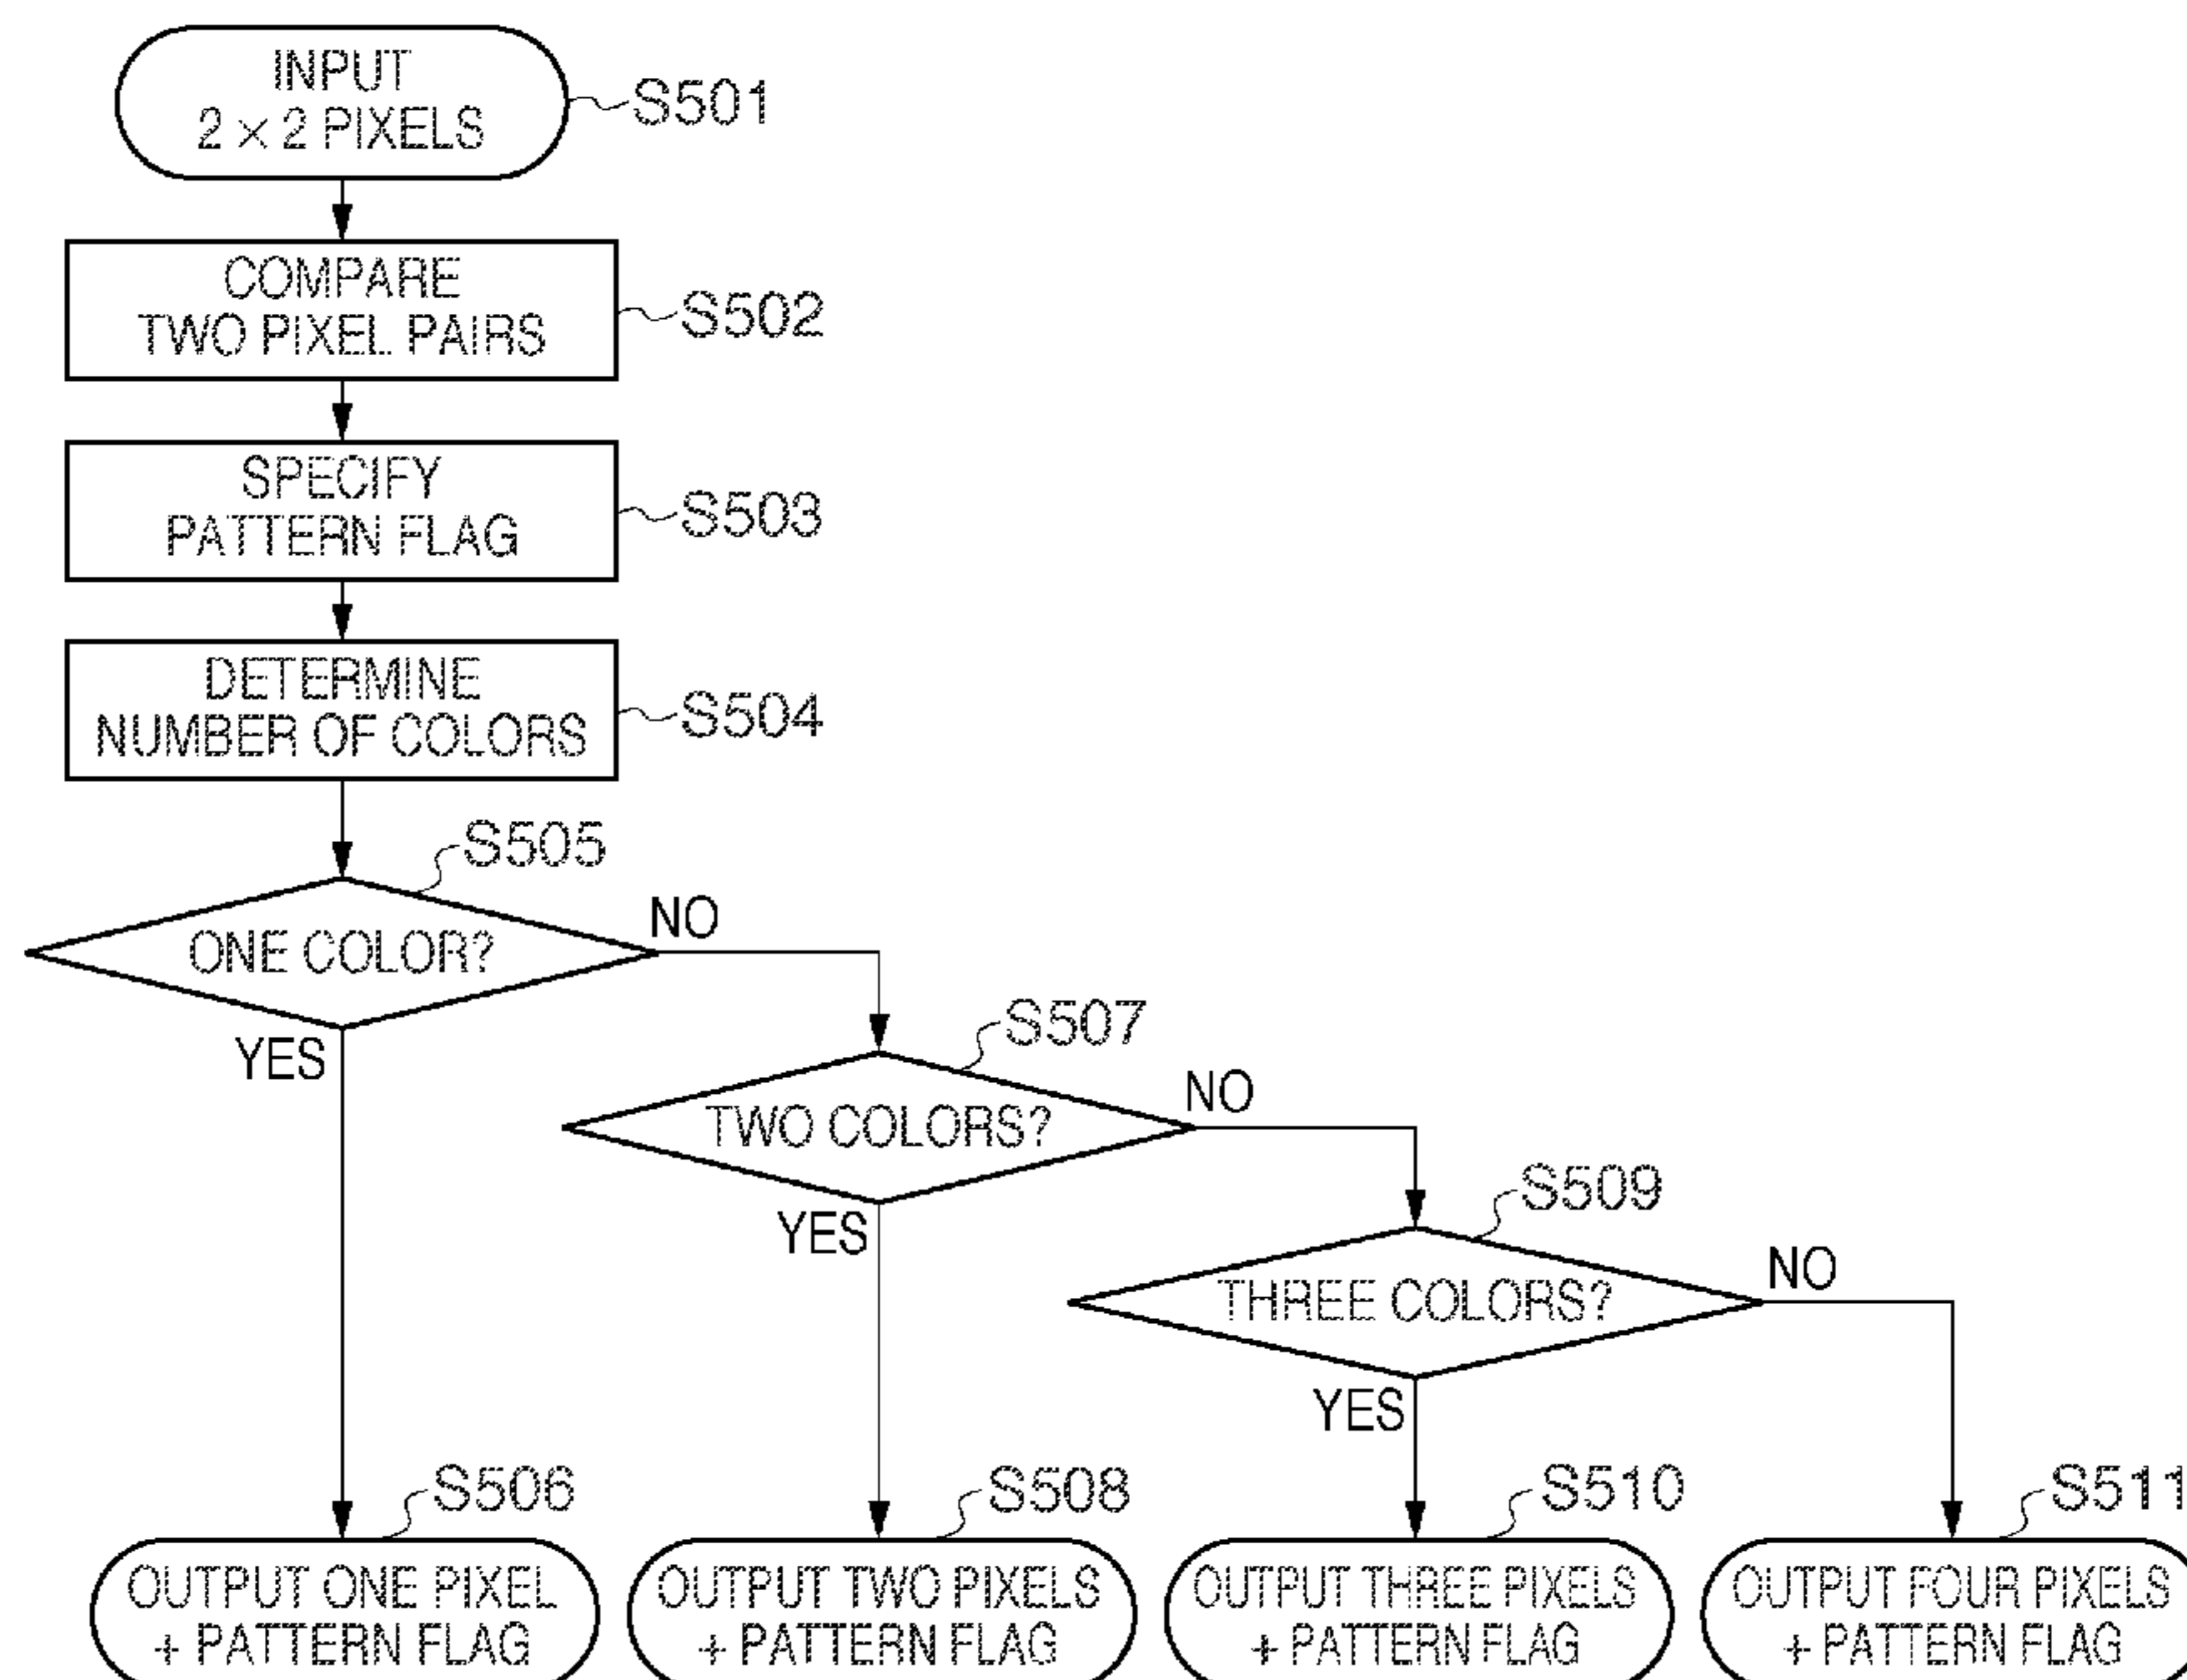 INPUT
2 × 2 PIXELS
S501
COMPARE
TWO PIXEL PAIRS
S502
SPECIFY
PATTERN FLAG
S503
DETERMINE
NUMBER OF COLORS
S504
S505
ONE COLOR?
NO
YES
S507
TWO COLORS?
NO
YES
S509
THREE COLORS?
NO
YES
S506
OUTPUT ONE PIXEL
+ PATTERN FLAG
S508
OUTPUT TWO PIXELS
+ PATTERN FLAG
S510
OUTPUT THREE PIXELS
+ PATTERN FLAG
S511
OUTPUT FOUR PIXELS
+ PATTERN FLAG